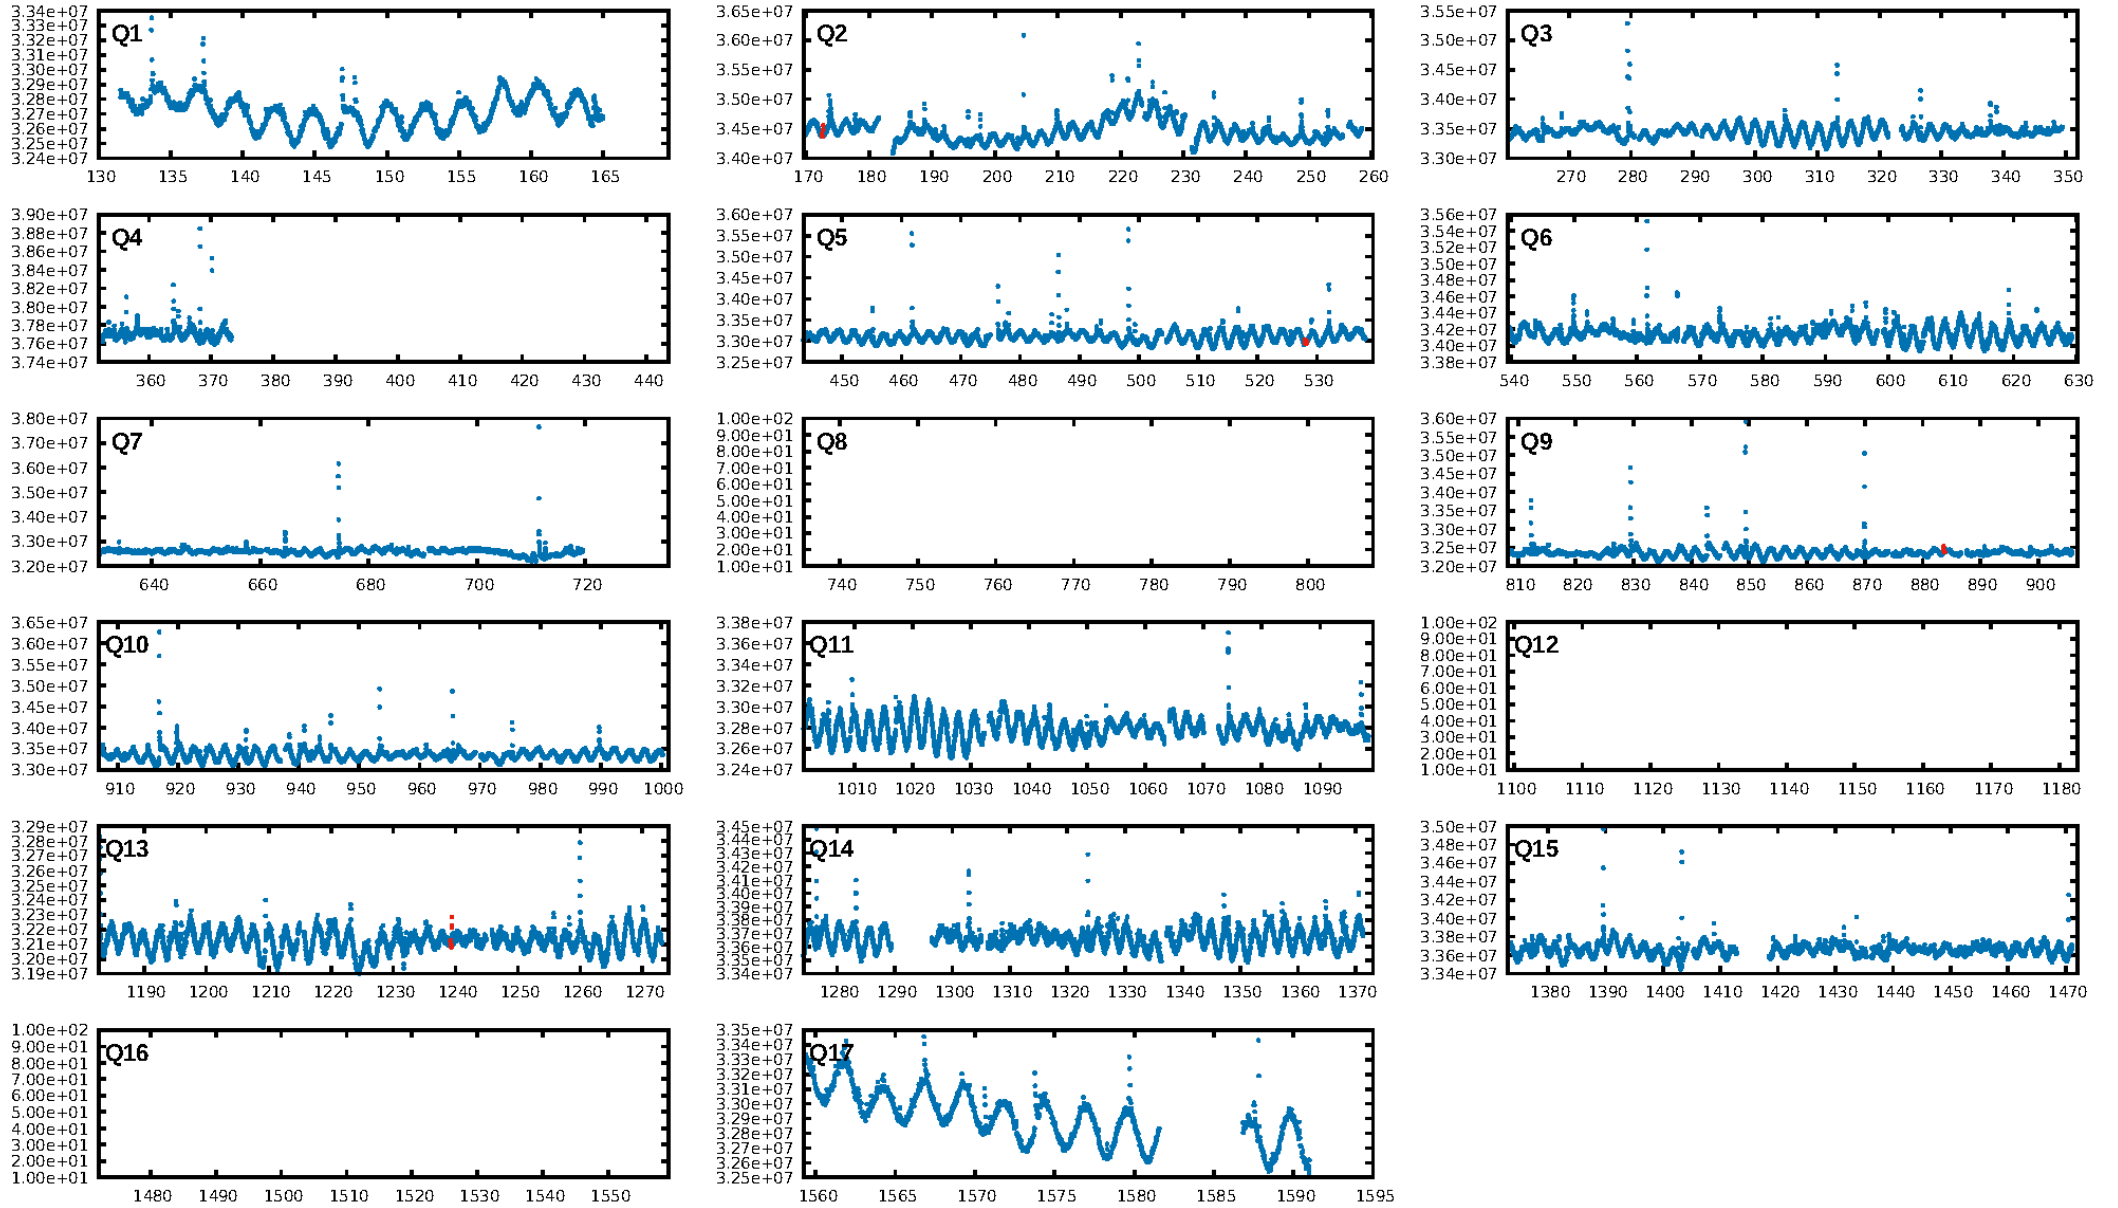 3.34e+07
3.33e+07
3.32e+07
3.31e+07
3.30e+07
3.29e+07
3.28e+07
3.27e+07
3.26e+07
3.25e+07
3.24e+07
Q1
130 135 140 145 150 155 160 165
3.65e+07
3.60e+07
3.55e+07
3.50e+07
3.45e+07
3.40e+07
Q2
170 180 190 200 210 220 230 240 250 260
3.55e+07
3.50e+07
3.45e+07
3.40e+07
3.35e+07
3.30e+07
Q3
270 280 290 300 310 320 330 340 350
3.90e+07
3.88e+07
3.86e+07
3.84e+07
3.82e+07
3.80e+07
3.78e+07
3.76e+07
3.74e+07
Q4
360 370 380 390 400 410 420 430 440
3.60e+07
3.55e+07
3.50e+07
3.45e+07
3.40e+07
3.35e+07
3.30e+07
3.25e+07
Q5
450 460 470 480 490 500 510 520 530
3.56e+07
3.54e+07
3.52e+07
3.50e+07
3.48e+07
3.46e+07
3.44e+07
3.42e+07
3.40e+07
3.38e+07
Q6
540 550 560 570 580 590 600 610 620 630
3.80e+07
3.70e+07
3.60e+07
3.50e+07
3.40e+07
3.30e+07
3.20e+07
Q7
640 660 680 700 720
1.00e+02
9.00e+01
8.00e+01
7.00e+01
6.00e+01
5.00e+01
4.00e+01
3.00e+01
2.00e+01
1.00e+01
Q8
740 750 760 770 780 790 800
3.60e+07
3.55e+07
3.50e+07
3.45e+07
3.40e+07
3.35e+07
3.30e+07
3.25e+07
3.20e+07
Q9
810 820 830 840 850 860 870 880 890 900
3.65e+07
3.60e+07
3.55e+07
3.50e+07
3.45e+07
3.40e+07
3.35e+07
3.30e+07
Q10
910 920 930 940 950 960 970 980 990 1000
3.38e+07
3.36e+07
3.34e+07
3.32e+07
3.30e+07
3.28e+07
3.26e+07
3.24e+07
Q11
1010 1020 1030 1040 1050 1060 1070 1080 1090
1.00e+02
9.00e+01
8.00e+01
7.00e+01
6.00e+01
5.00e+01
4.00e+01
3.00e+01
2.00e+01
1.00e+01
Q12
1100 1110 1120 1130 1140 1150 1160 1170 1180
3.29e+07
3.28e+07
3.27e+07
3.26e+07
3.25e+07
3.24e+07
3.23e+07
3.22e+07
3.21e+07
3.20e+07
3.19e+07
Q13
1190 1200 1210 1220 1230 1240 1250 1260 1270
3.45e+07
3.44e+07
3.43e+07
3.42e+07
3.41e+07
3.40e+07
3.39e+07
3.38e+07
3.37e+07
3.36e+07
3.35e+07
3.34e+07
Q14
1280 1290 1300 1310 1320 1330 1340 1350 1360 1370
3.50e+07
3.48e+07
3.46e+07
3.44e+07
3.42e+07
3.40e+07
3.38e+07
3.36e+07
3.34e+07
Q15
1380 1390 1400 1410 1420 1430 1440 1450 1460 1470
1.00e+02
9.00e+01
8.00e+01
7.00e+01
6.00e+01
5.00e+01
4.00e+01
3.00e+01
2.00e+01
1.00e+01
Q16
1480 1490 1500 1510 1520 1530 1540 1550
3.35e+07
3.34e+07
3.33e+07
3.32e+07
3.31e+07
3.30e+07
3.29e+07
3.28e+07
3.27e+07
3.26e+07
3.25e+07
Q17
1560 1565 1570 1575 1580 1585 1590 1595